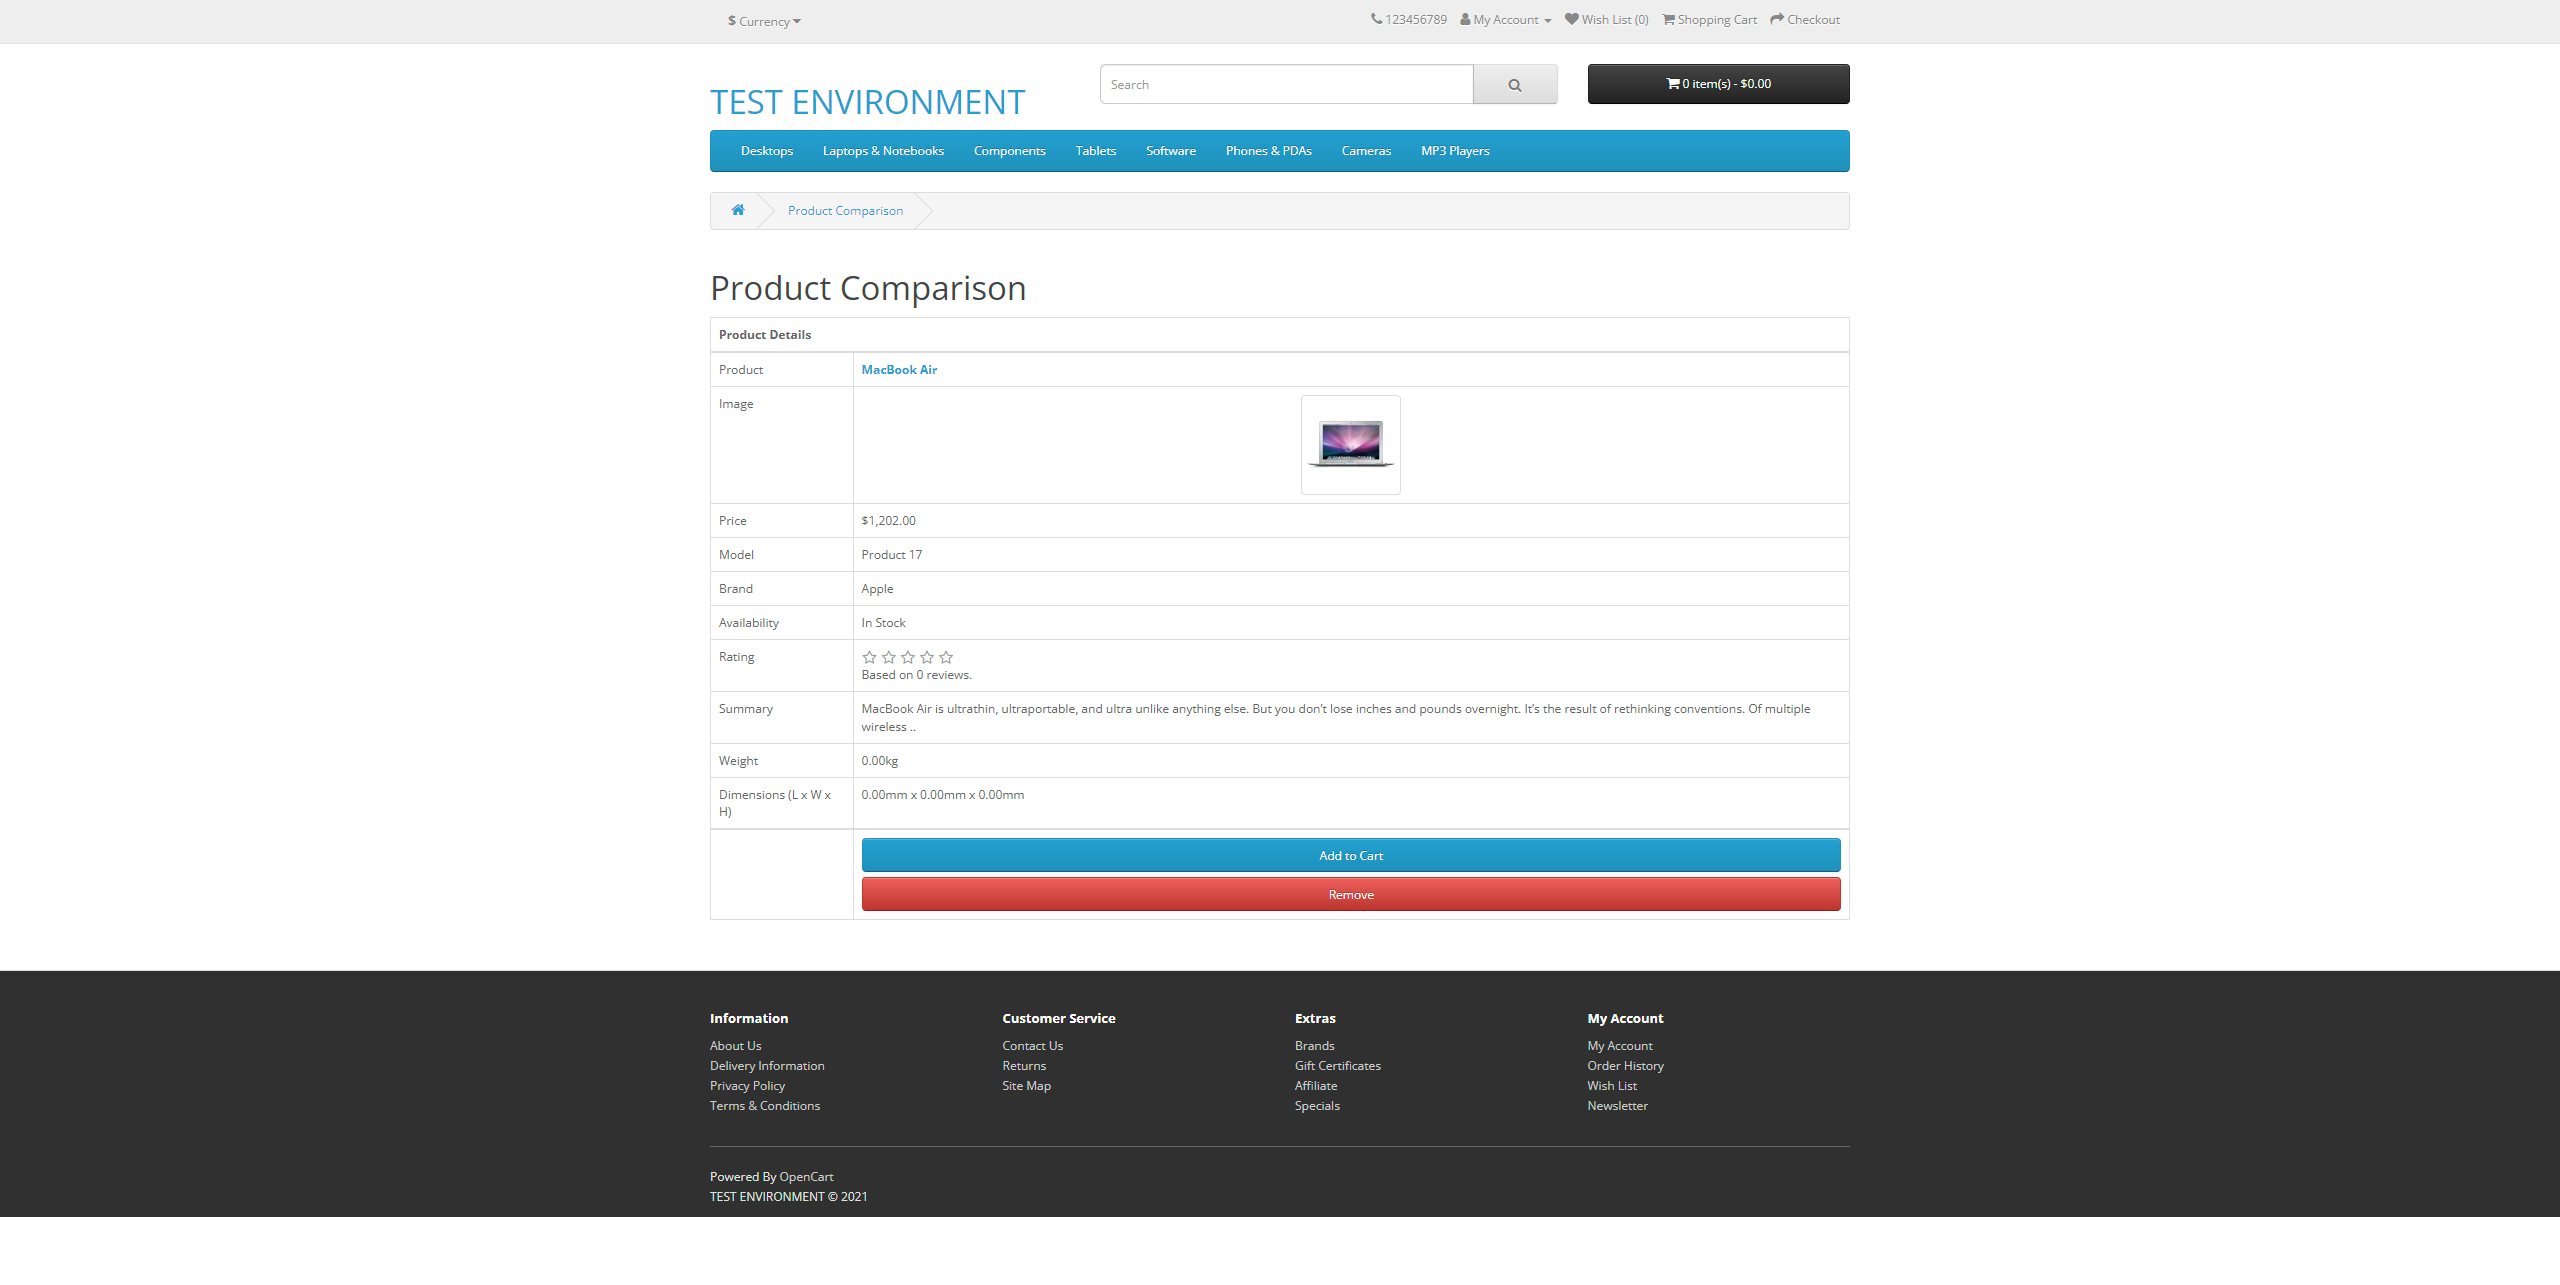 $ Currency
123456789 My Account Wish List (0) Shopping Cart Checkout
TEST ENVIRONMENT
Search
0 item(s) - $0.00
Desktops Laptops & Notebooks Components Tablets Software Phones & PDAs Cameras MP3 Players
Product Comparison
Product Comparison
Product Details
Product MacBook Air
Image
Price $1,202.00
Model Product 17
Brand Apple
Availability In Stock
Rating
Based on 0 reviews.
Summary MacBook Air is ultrathin, ultraportable, and ultra unlike anything else. But you don’t lose inches and pounds overnight. It’s the result of rethinking conventions. Of multiple
wireless ..
Weight 0.00kg
Dimensions (L x W x 0.00mm x 0.00mm x 0.00mm
H)
Add to Cart
Remove
Information Customer Service Extras My Account
About Us Contact Us Brands My Account
Delivery Information Returns Gift Certificates Order History
Privacy Policy Site Map Affiliate Wish List
Terms & Conditions Specials Newsletter
Powered By OpenCart
TEST ENVIRONMENT © 2021